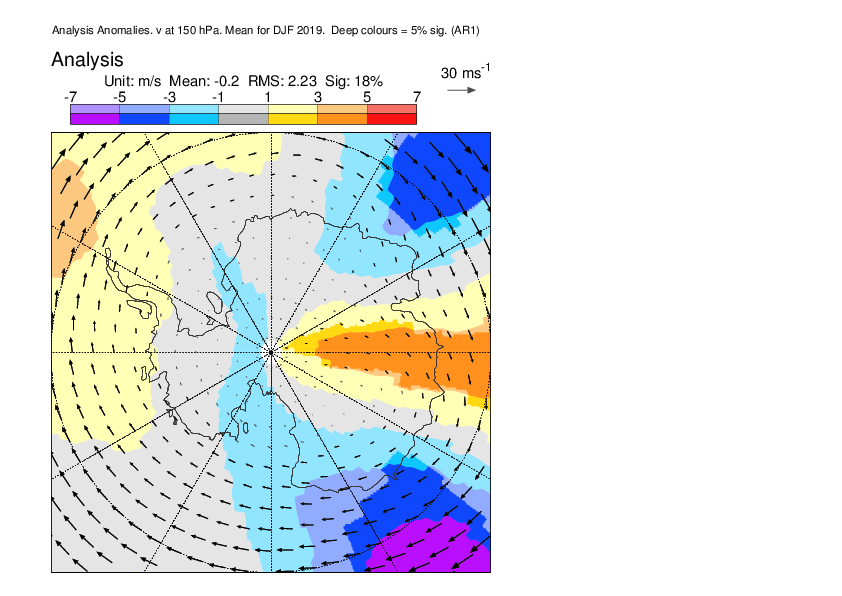 Analysis Anomalies. v at 150 hPa. Mean for DJF 2019.  Deep colours = 5% sig. (AR1)
Analysis
30 ms⁻¹
Unit: m/s  Mean: -0.2  RMS: 2.23  Sig: 18%
-7 -5 -3 -1 1 3 5 7